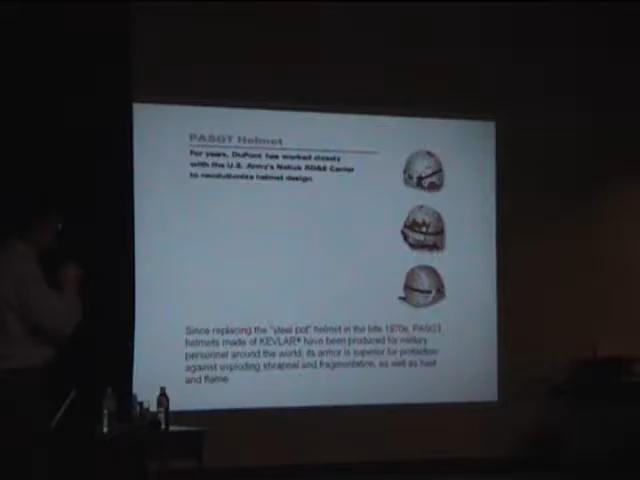 PASGT Helmet
For years, DuPont has worked closely
with the U.S. Army's Natick RD&E Center
to revolutionize helmet design.
Since replacing the "steel pot" helmet in the late 1970s, PASGT
helmets made of KEVLAR® have been produced for military
personnel around the world; its armor is superior for protection
against exploding shrapnel and fragmentation, as well as heat
and flame.